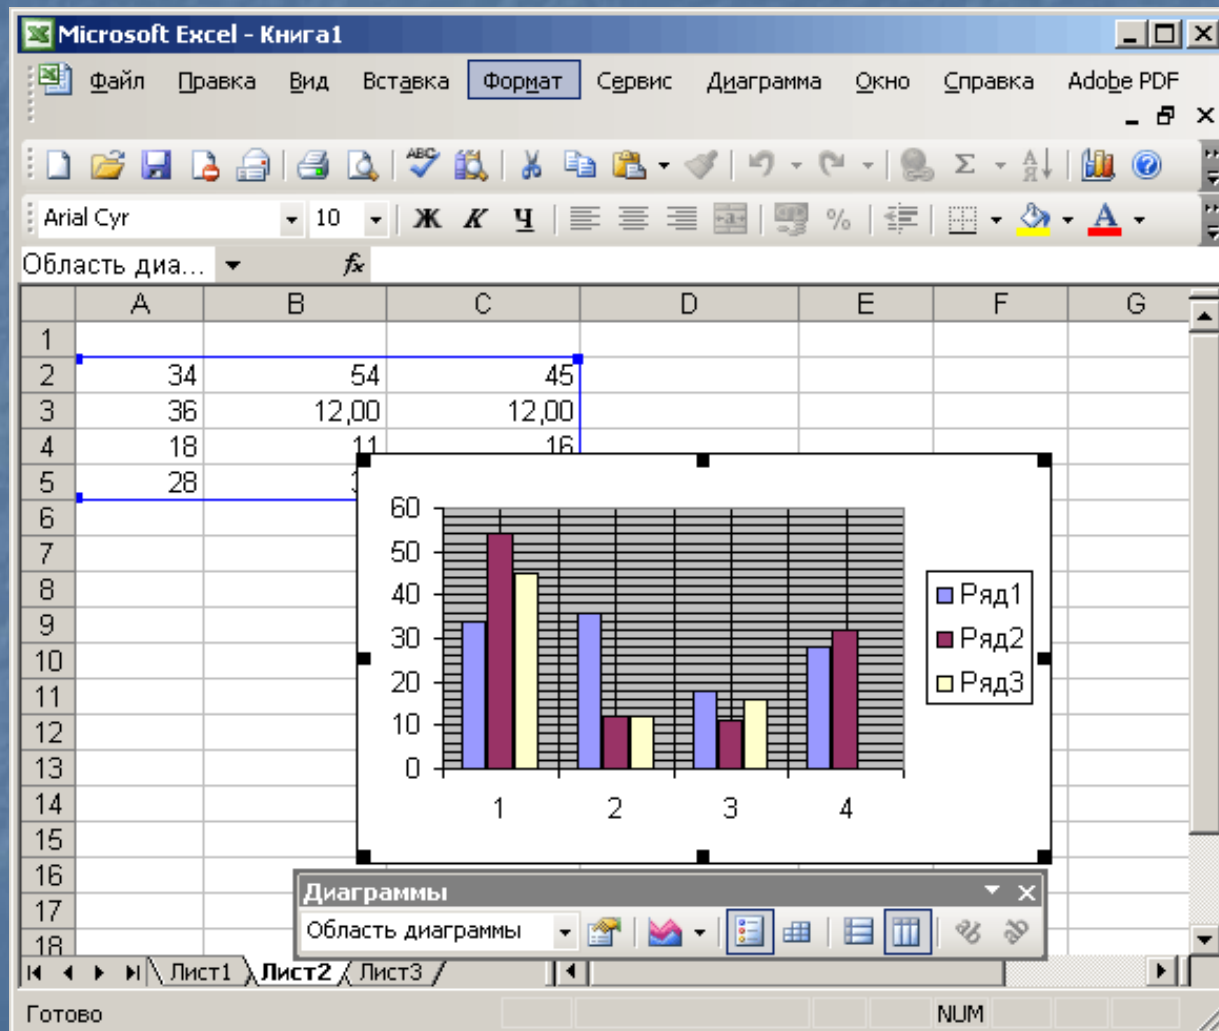 Microsoft Excel - Книга1
Файл Правка Вид Вставка Формат Сервис Диаграмма Окно Справка Adobe PDF
ABC Σ А Я ?
Arial Cyr 10 Ж К Ч % A
Область диа... fx
A B C D E F G
1
2 34 54 45
3 36 12,00 12,00
4 18 11 16
5 28
6
7
8
9
10
11
12
13
14
15
16
17
18
60
50
40
30
20
10
0
1 2 3 4
Ряд1
Ряд2
Ряд3
Диаграммы
Область диаграммы
Лист1 Лист2 Лист3
Готово NUM